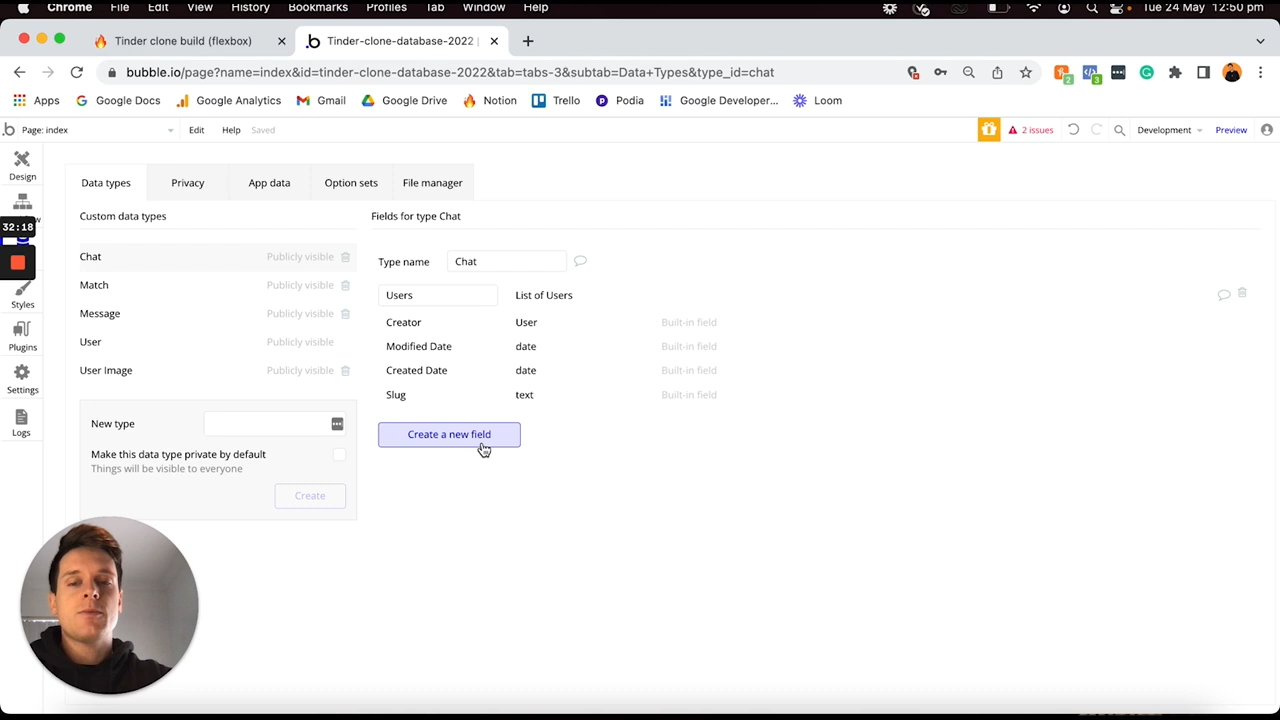 Chrome File Edit View History Bookmarks Profiles Tab Window Help Tue 24 May 12:50 pm
Tinder clone build (flexbox) Tinder-clone-database-2022 |
bubble.io/page?name=index&id=tinder-clone-database-2022&tab=tabs-3&subtab=Data+Types&type_id=chat
Apps Google Docs Google Analytics Gmail Google Drive Notion Trello Podia Google Developer... Loom
Page: index Edit Help Saved 2 issues Development Preview
Design
32:18
Styles
Plugins
Settings
Logs
Data types Privacy App data Option sets File manager
Custom data types
Chat Publicly visible
Match Publicly visible
Message Publicly visible
User Publicly visible
User Image Publicly visible
New type
Make this data type private by default
Things will be visible to everyone
Create
Fields for type Chat
Type name Chat
Users List of Users
Creator User Built-in field
Modified Date date Built-in field
Created Date date Built-in field
Slug text Built-in field
Create a new field